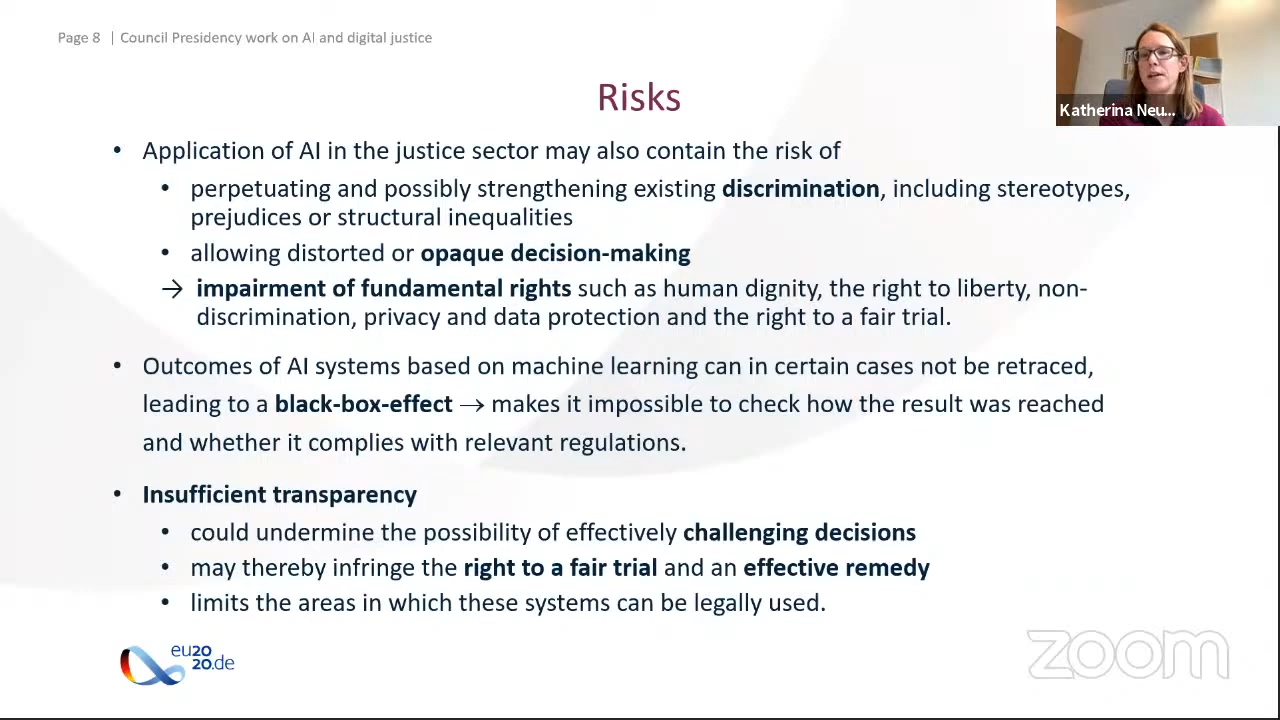 Page 8 | Council Presidency work on AI and digital justice
Katherina Neu...
Risks
• Application of AI in the justice sector may also contain the risk of
• perpetuating and possibly strengthening existing discrimination, including stereotypes,
prejudices or structural inequalities
• allowing distorted or opaque decision-making
→ impairment of fundamental rights such as human dignity, the right to liberty, non-
discrimination, privacy and data protection and the right to a fair trial.
• Outcomes of AI systems based on machine learning can in certain cases not be retraced,
leading to a black-box-effect → makes it impossible to check how the result was reached
and whether it complies with relevant regulations.
• Insufficient transparency
• could undermine the possibility of effectively challenging decisions
• may thereby infringe the right to a fair trial and an effective remedy
• limits the areas in which these systems can be legally used.
eu20
20.de
zoom